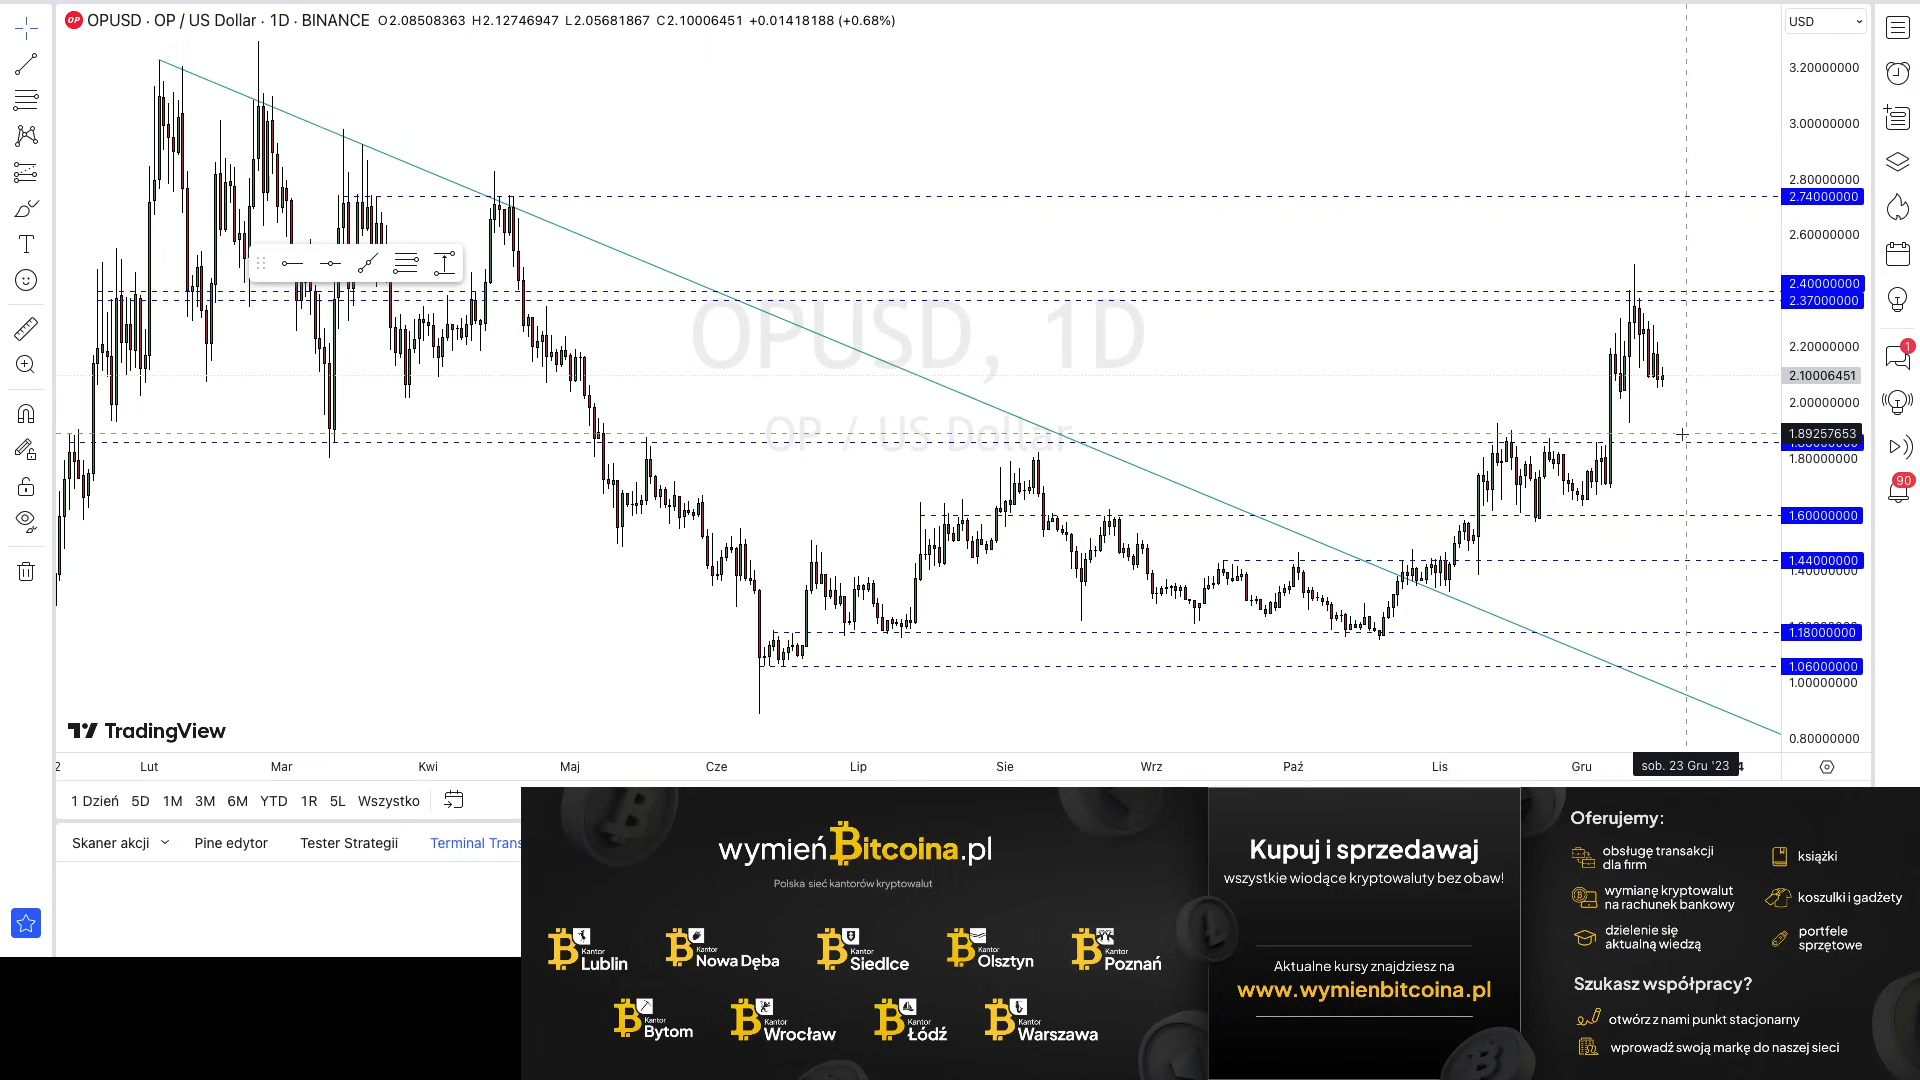 OPUSD · OP / US Dollar · 1D · BINANCE O2.08508363 H2.12746947 L2.05681867 C2.10006451 +0.01418188 (+0.68%)
USD
3.20000000
3.00000000
2.80000000
2.74000000
2.60000000
2.40000000
2.37000000
2.20000000
2.10006451
2.00000000
1.89257653
1.80000000
1.60000000
1.44000000
1.40000000
1.18000000
1.06000000
1.00000000
0.80000000
OPUSD, 1D
OP / US Dollar
1
90
TradingView
2 Lut Mar Kwi Maj Cze Lip Sie Wrz Paź Lis Gru sob. 23 Gru '23 4
1 Dzień 5D 1M 3M 6M YTD 1R 5L Wszystko
Skaner akcji Pine edytor Tester Strategii Terminal Trans
wymieńBitcoina.pl
Polska sieć kantorów kryptowalut
Kantor Lublin
Kantor Nowa Dęba
Kantor Siedlce
Kantor Olsztyn
Kantor Poznań
Kantor Bytom
Kantor Wrocław
Kantor Łódź
Kantor Warszawa
Kupuj i sprzedawaj
wszystkie wiodące kryptowaluty bez obaw!
Aktualne kursy znajdziesz na
www.wymienbitcoina.pl
Oferujemy:
obsługę transakcji
dla firm
książki
wymianę kryptowalut
na rachunek bankowy
koszulki i gadżety
dzielenie się
aktualną wiedzą
portfele
sprzętowe
Szukasz współpracy?
otwórz z nami punkt stacjonarny
wprowadź swoją markę do naszej sieci